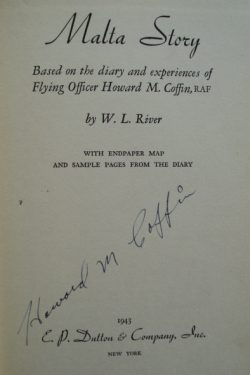 Malta Story
Based on the diary and experiences of
Flying Officer Howard M. Coffin, RAF
by W. L. River
WITH ENDPAPER MAP
AND SAMPLE PAGES FROM THE DIARY
Howard M Coffin
1943
E. P. Dutton & Company, Inc.
NEW YORK